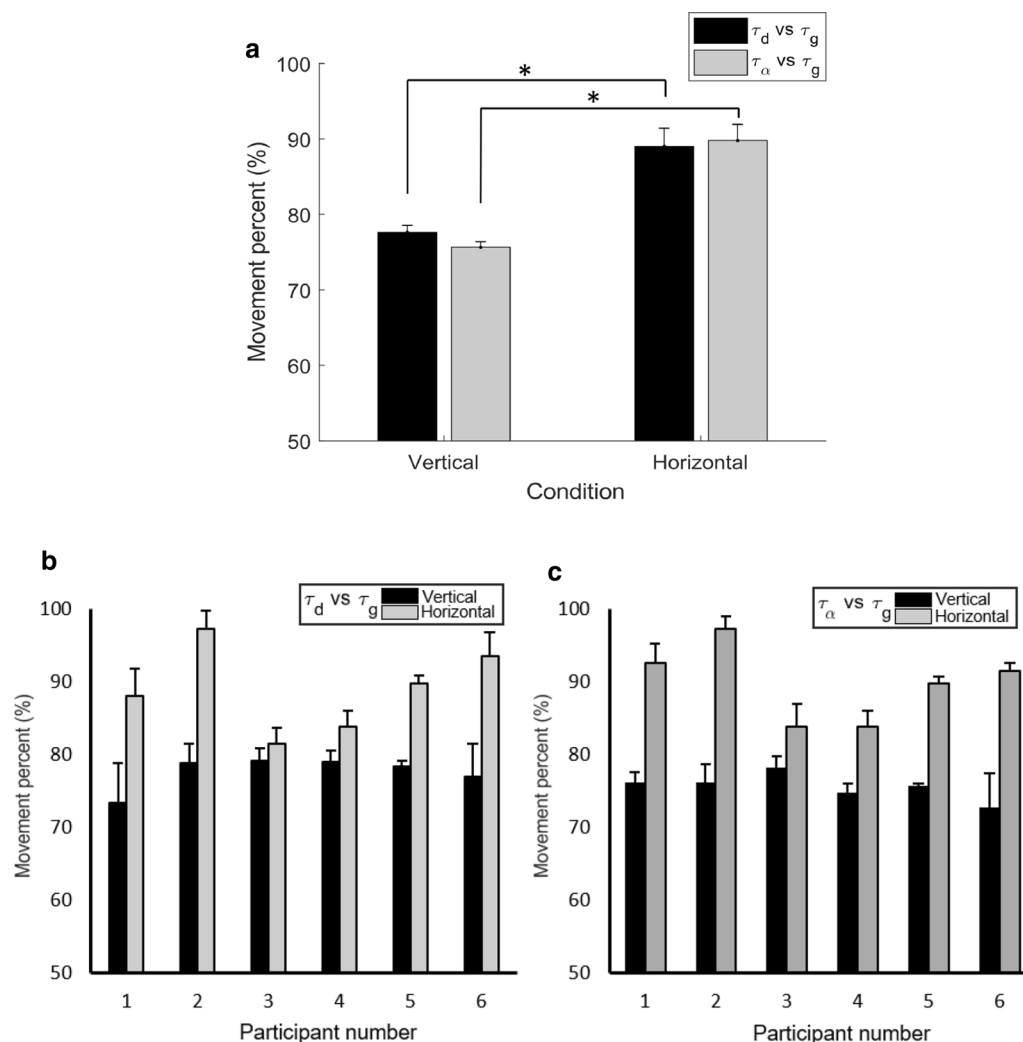 a
τd vs τg
τα vs τg
*
*
100
90
80
70
60
50
Movement percent (%)
Vertical Horizontal
Condition
b
τd vs τg
Vertical
Horizontal
100
90
80
70
60
50
Movement percent (%)
1 2 3 4 5 6
Participant number
c
τα vs τg
Vertical
Horizontal
100
90
80
70
60
50
Movement percent (%)
1 2 3 4 5 6
Participant number